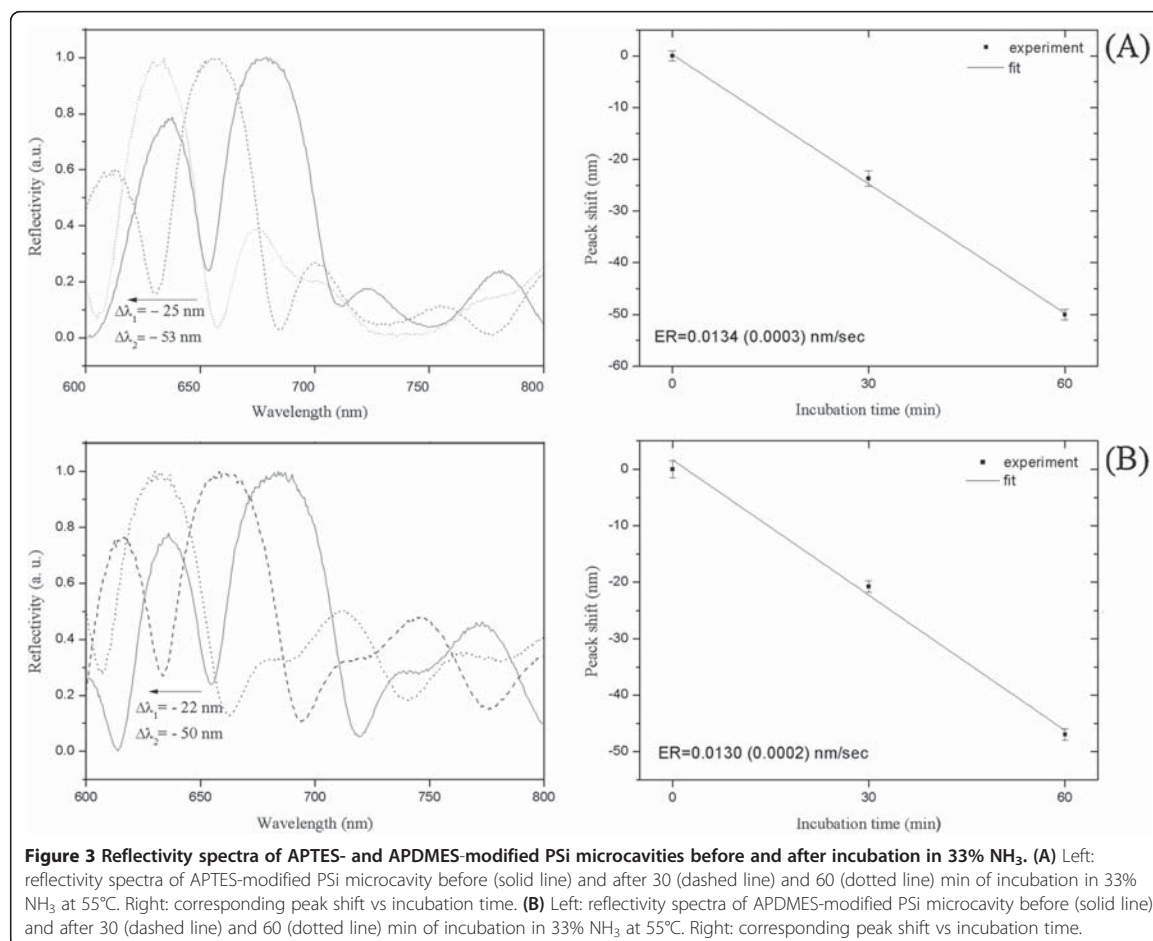 1.0
0.8
0.6
0.4
0.2
0.0
Reflectivity (a.u.)
Δλ₁= − 25 nm
Δλ₂= − 53 nm
600 650 700 750 800
Wavelength (nm)
(A)
experiment
fit
0
-10
-20
-30
-40
-50
-60
Peack shift (nm)
ER=0.0134 (0.0003) nm/sec
0 30 60
Incubation time (min)
1.0
0.8
0.6
0.4
0.2
0.0
Reflectivity (a. u.)
Δλ₁= - 22 nm
Δλ₂= - 50 nm
600 650 700 750 800
Wavelength (nm)
(B)
experiment
fit
0
-10
-20
-30
-40
-50
Peack shift (nm)
ER=0.0130 (0.0002) nm/sec
0 30 60
Incubation time (min)
Figure 3 Reflectivity spectra of APTES- and APDMES-modified PSi microcavities before and after incubation in 33% NH₃. (A) Left:
reflectivity spectra of APTES-modified PSi microcavity before (solid line) and after 30 (dashed line) and 60 (dotted line) min of incubation in 33%
NH₃ at 55°C. Right: corresponding peak shift vs incubation time. (B) Left: reflectivity spectra of APDMES-modified PSi microcavity before (solid line)
and after 30 (dashed line) and 60 (dotted line) min of incubation in 33% NH₃ at 55°C. Right: corresponding peak shift vs incubation time.